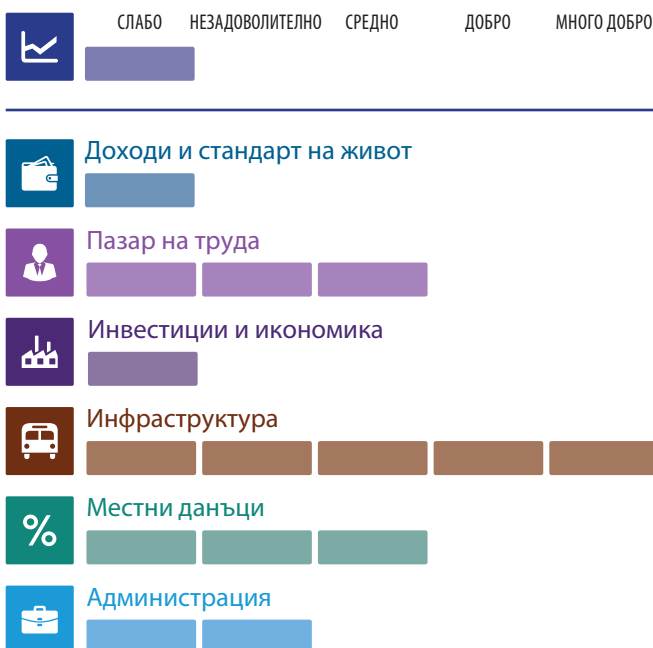 СЛАБО НЕЗАДОВОЛИТЕЛНО СРЕДНО ДОБРО МНОГО ДОБРО
Доходи и стандарт на живот
Пазар на труда
Инвестиции и икономика
Инфраструктура
Местни данъци
%
Администрация